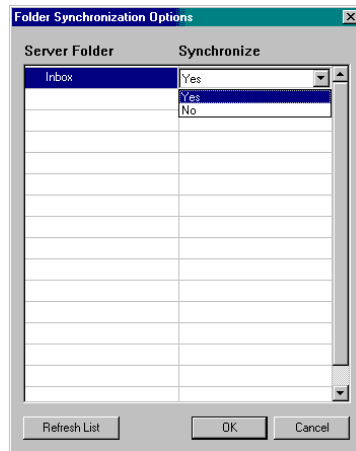 Folder Synchronization Options
Server Folder Synchronize
Inbox Yes
Yes
No
Refresh List OK Cancel